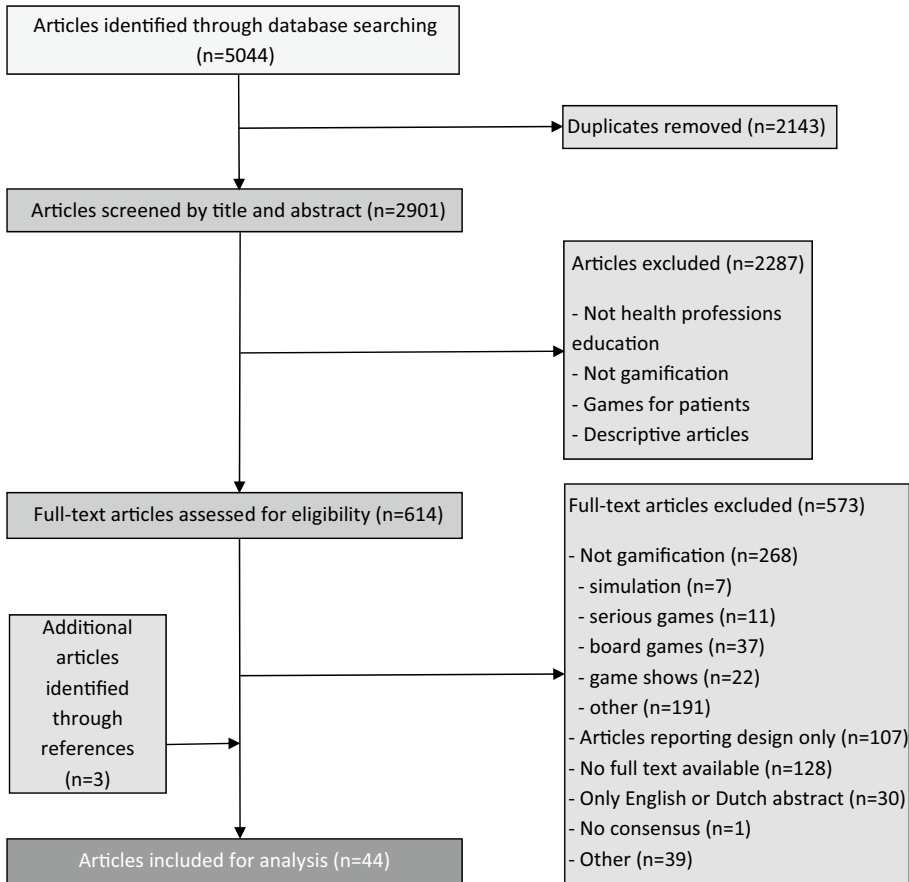 Articles identified through database searching
(n=5044)
Duplicates removed (n=2143)
Articles screened by title and abstract (n=2901)
Articles excluded (n=2287)
- Not health professions
education
- Not gamification
- Games for patients
- Descriptive articles
Full-text articles assessed for eligibility (n=614)
Full-text articles excluded (n=573)
- Not gamification (n=268)
- simulation (n=7)
- serious games (n=11)
- board games (n=37)
- game shows (n=22)
- other (n=191)
- Articles reporting design only (n=107)
- No full text available (n=128)
- Only English or Dutch abstract (n=30)
- No consensus (n=1)
- Other (n=39)
Additional
articles
identified
through
references
(n=3)
Articles included for analysis (n=44)